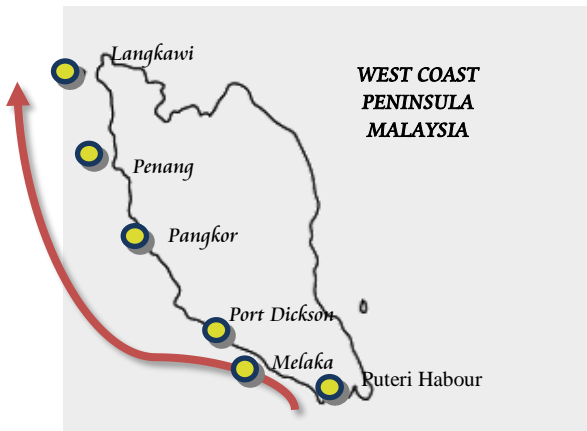 Langkawi
WEST COAST
PENINSULA
MALAYSIA
Penang
Pangkor
Port Dickson
Melaka
Puteri Habour